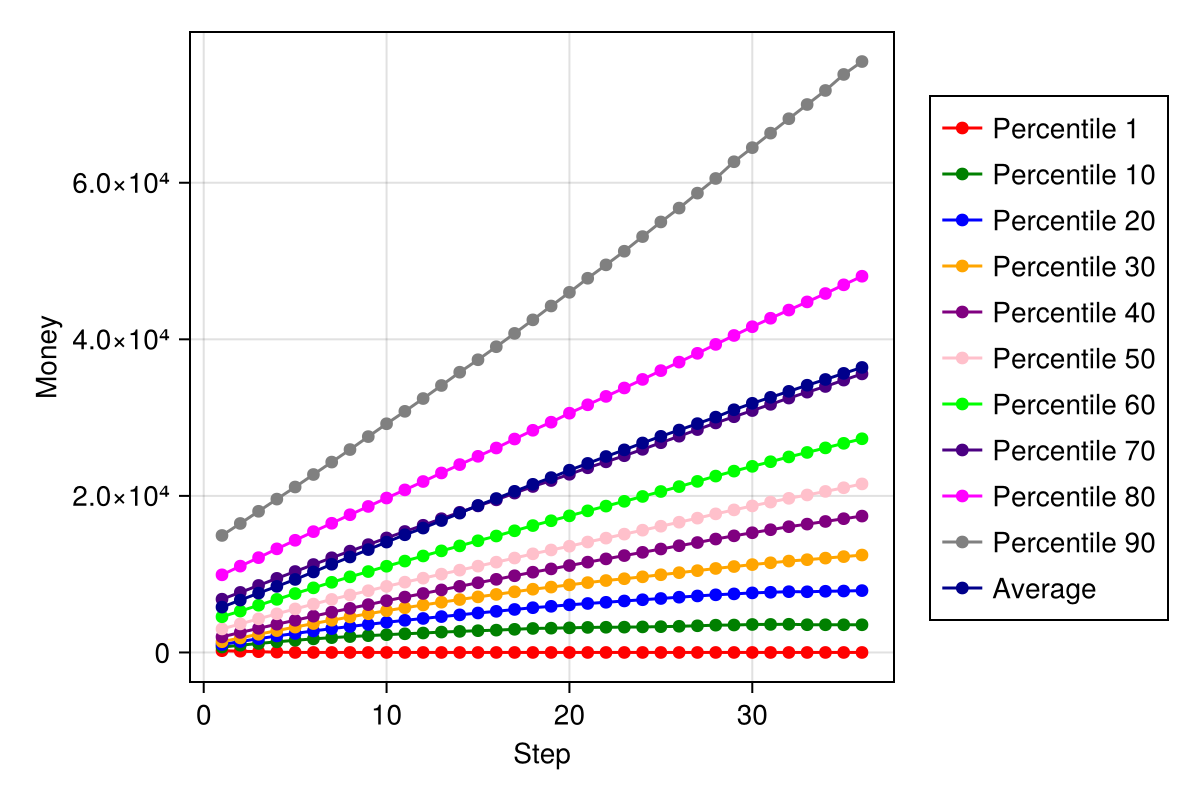 Money
6.0×10⁴
4.0×10⁴
2.0×10⁴
0
0 10 20 30
Step
Percentile 1
Percentile 10
Percentile 20
Percentile 30
Percentile 40
Percentile 50
Percentile 60
Percentile 70
Percentile 80
Percentile 90
Average